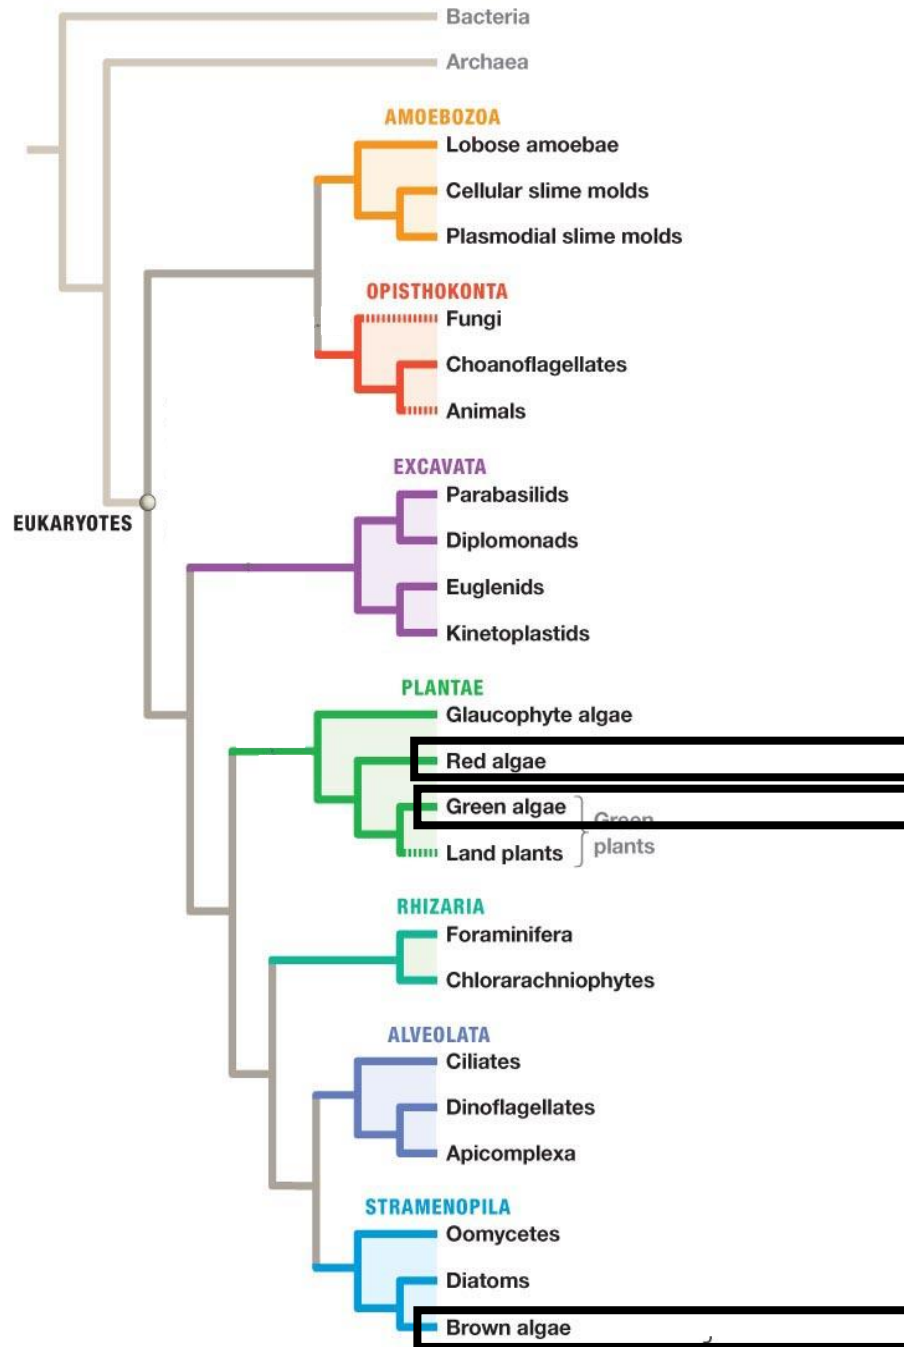 Bacteria
Archaea
AMOEBOZOA
Lobose amoebae
Cellular slime molds
Plasmodial slime molds
OPISTHOKONTA
Fungi
Choanoflagellates
Animals
EXCAVATA
Parabasilids
EUKARYOTES
Diplomonads
Euglenids
Kinetoplastids
PLANTAE
Glaucophyte algae
Red algae
Green algae
Green
plants
Land plants
RHIZARIA
Foraminifera
Chlorarachniophytes
ALVEOLATA
Ciliates
Dinoflagellates
Apicomplexa
STRAMENOPILA
Oomycetes
Diatoms
Brown algae